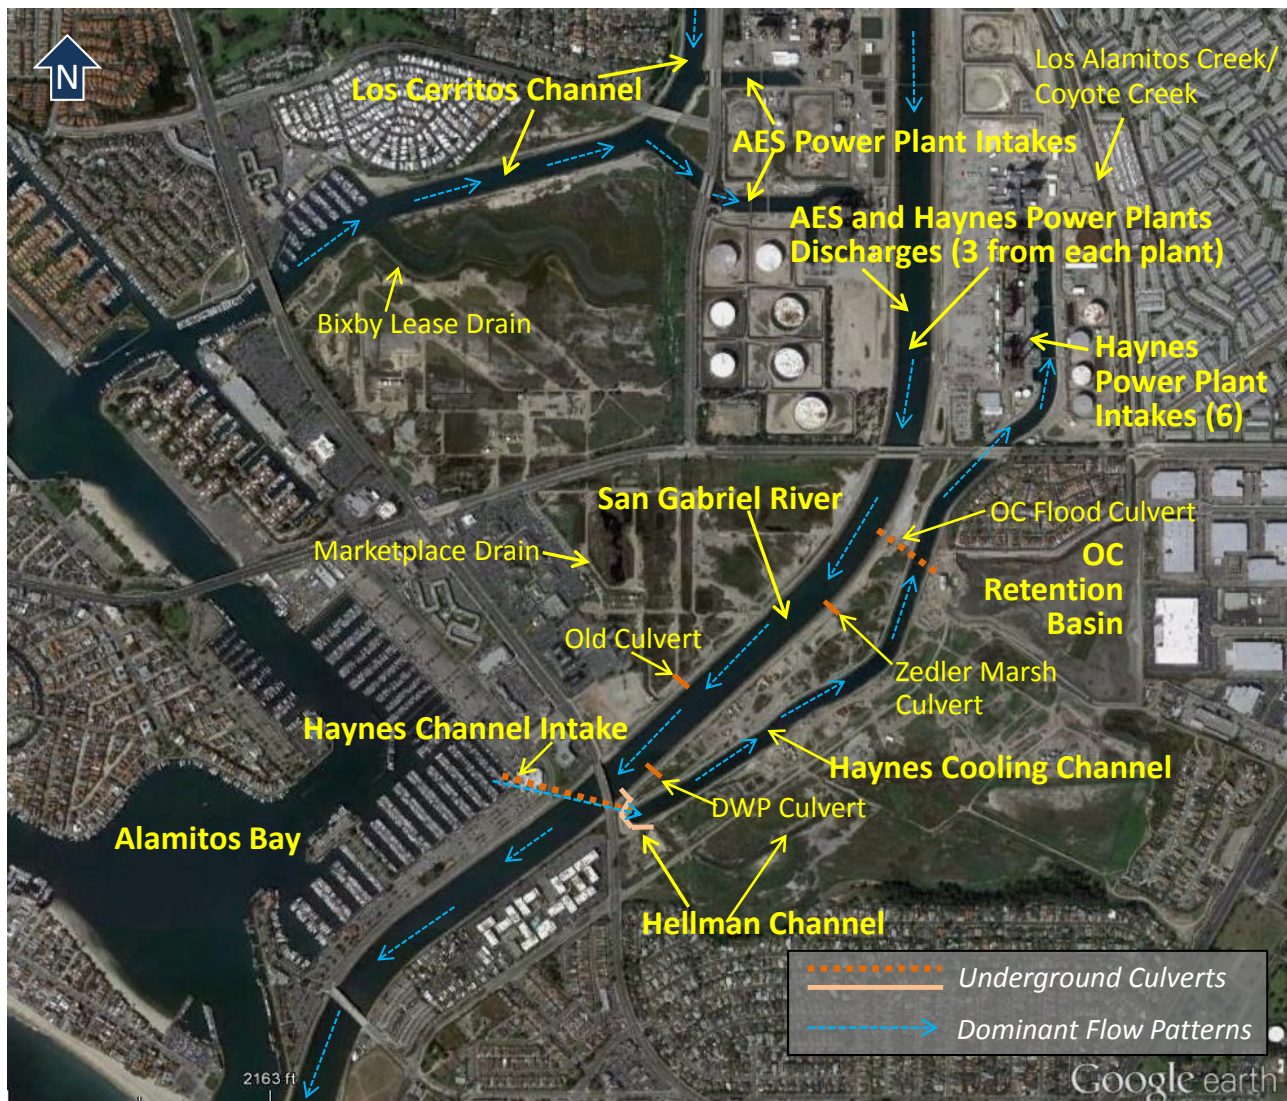 N
Los Cerritos Channel
Los Alamitos Creek/
Coyote Creek
AES Power Plant Intakes
AES and Haynes Power Plants
Discharges (3 from each plant)
Bixby Lease Drain
Haynes
Power Plant
Intakes (6)
San Gabriel River
OC Flood Culvert
Marketplace Drain
OC
Retention
Basin
Old Culvert
Zedler Marsh
Culvert
Haynes Channel Intake
Haynes Cooling Channel
DWP Culvert
Alamitos Bay
Hellman Channel
Underground Culverts
Dominant Flow Patterns
2163 ft
Google earth